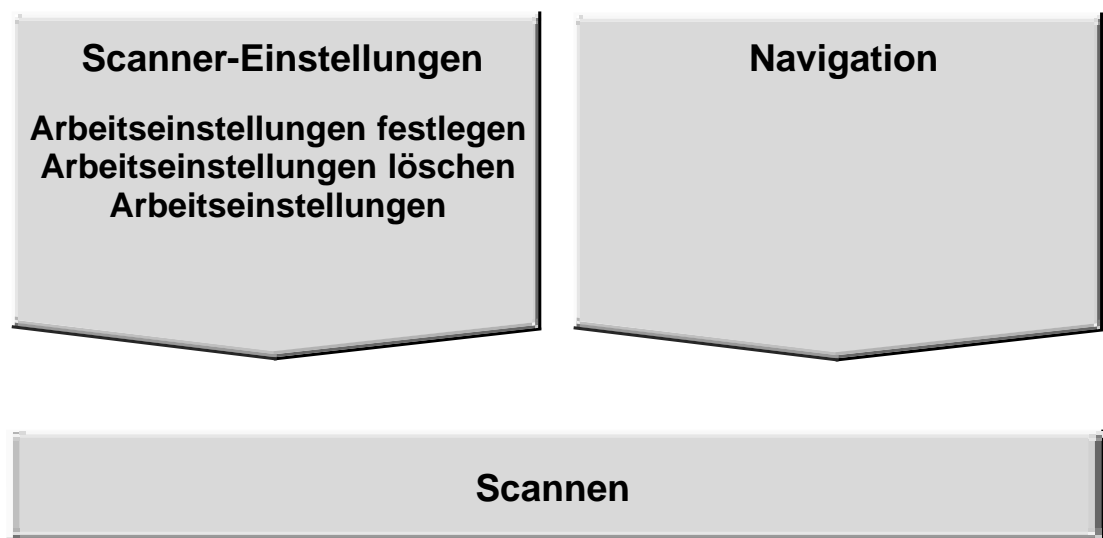 Scanner-Einstellungen
Arbeitseinstellungen festlegen
Arbeitseinstellungen löschen
Arbeitseinstellungen
Navigation
Scannen